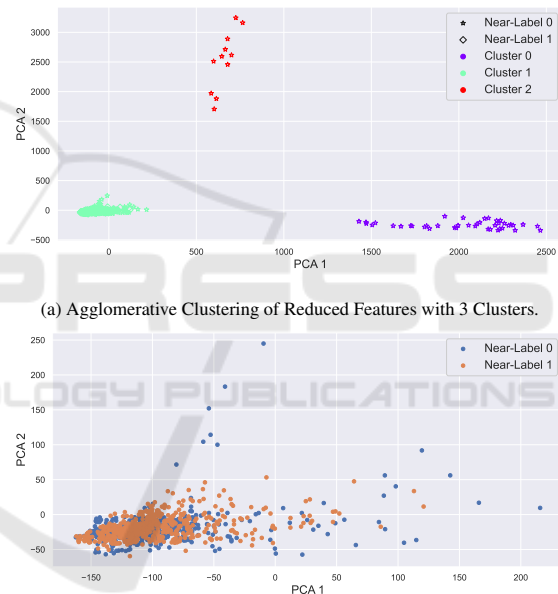 3000
2500
2000
1500
1000
500
0
−500
PCA 2
0 500 1000 1500 2000 2500
PCA 1
Near-Label 0
Near-Label 1
Cluster 0
Cluster 1
Cluster 2
(a) Agglomerative Clustering of Reduced Features with 3 Clusters.
PRESS
OLOGY PUBLICATIONS
250
200
150
100
50
0
−50
PCA 2
−150 −100 −50 0 50 100 150 200
PCA 1
Near-Label 0
Near-Label 1